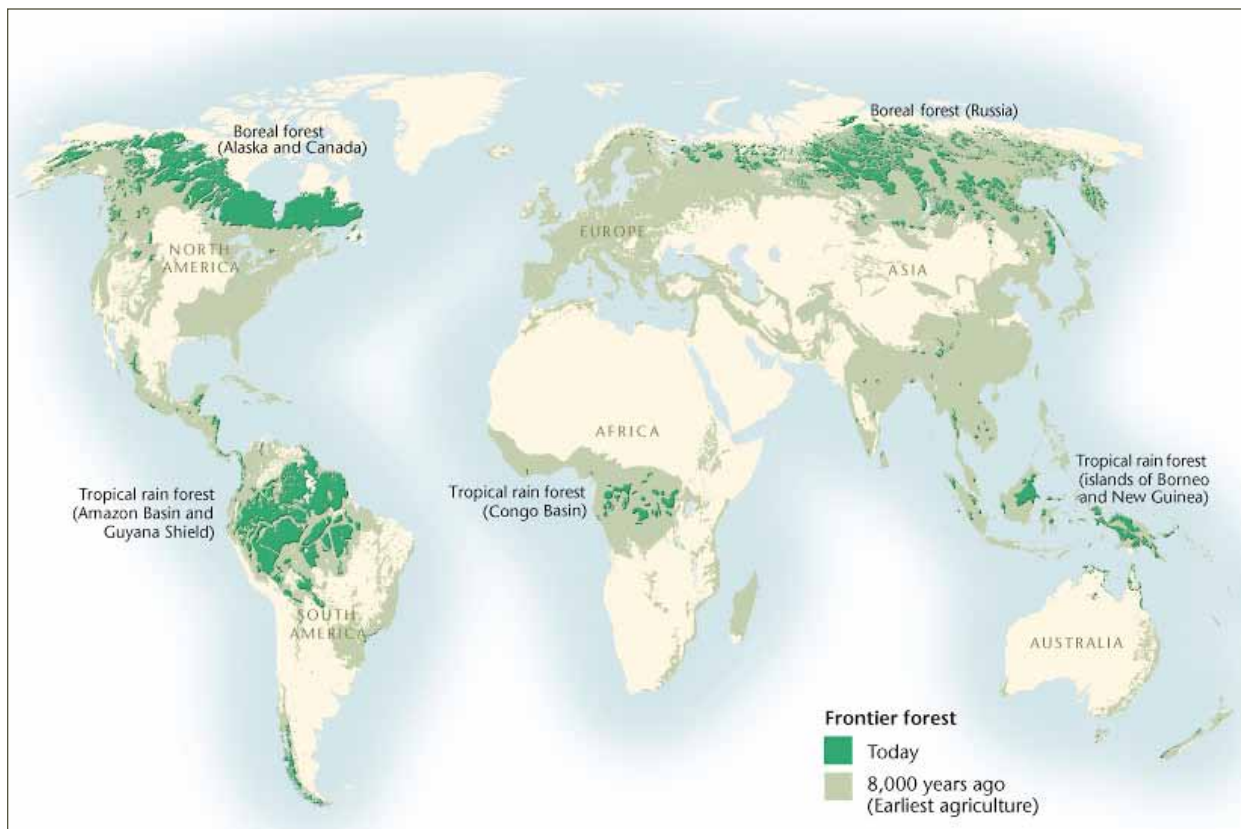 Boreal forest
(Alaska and Canada)
Boreal forest (Russia)
NORTH
AMERICA
EUROPE
ASIA
AFRICA
Tropical rain forest
(Amazon Basin and
Guyana Shield)
Tropical rain forest
(Congo Basin)
Tropical rain forest
(islands of Borneo
and New Guinea)
SOUTH
AMERICA
AUSTRALIA
Frontier forest
Today
8,000 years ago
(Earliest agriculture)